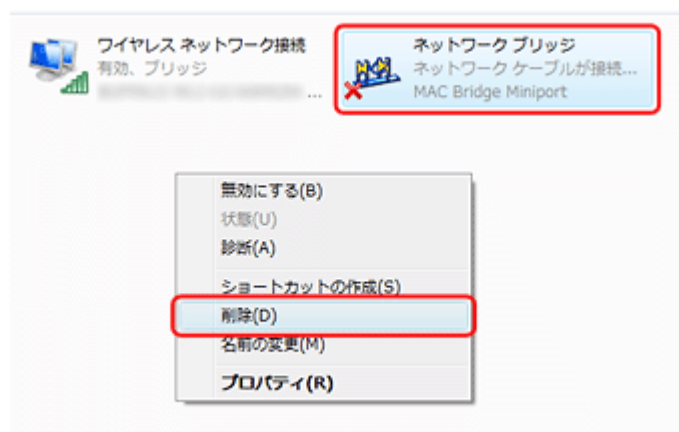 ワイヤレス ネットワーク接続
有効、ブリッジ
...
ネットワーク ブリッジ
ネットワーク ケーブルが接続...
MAC Bridge Miniport
無効にする(B)
状態(U)
診断(A)
ショートカットの作成(S)
削除(D)
名前の変更(M)
プロパティ(R)